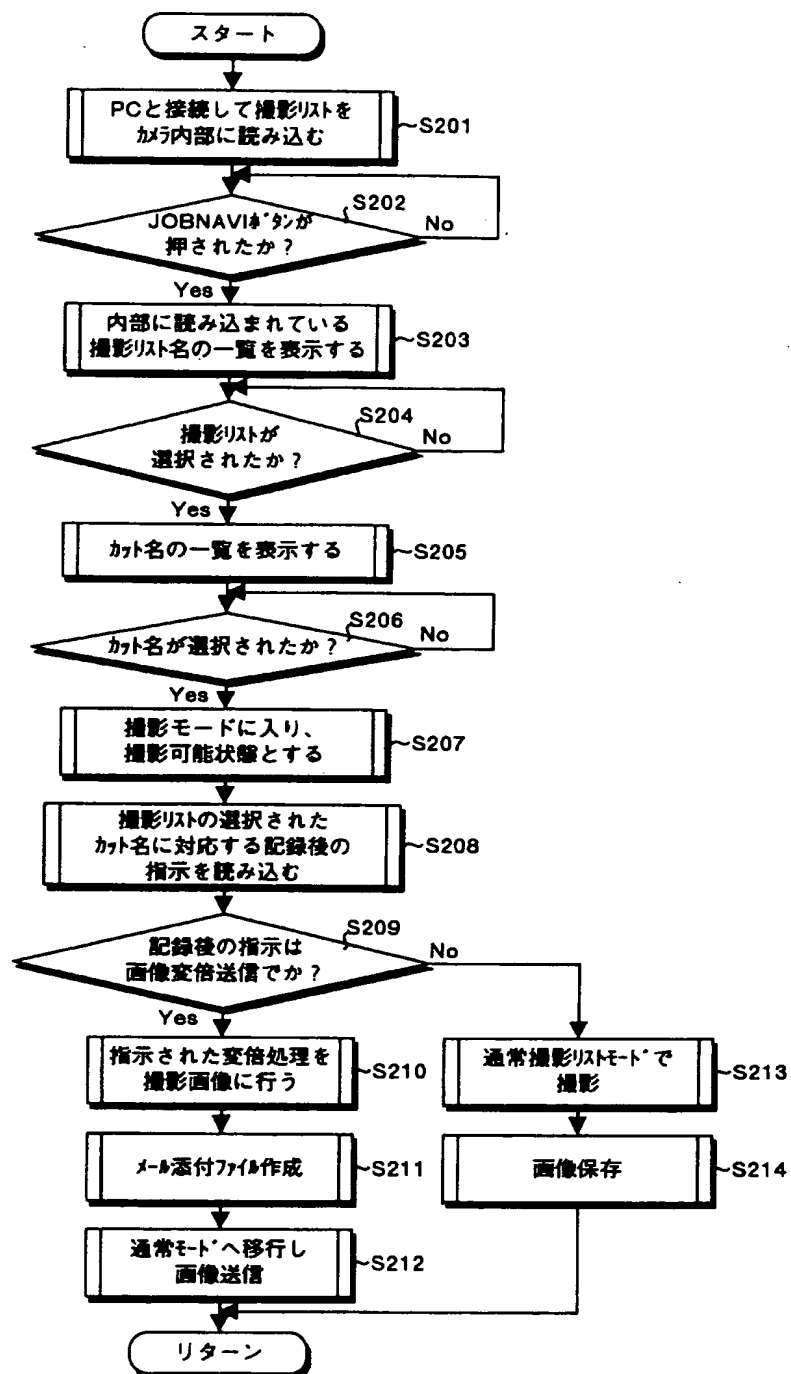 スタート
PCと接続して撮影ﾘｽﾄを
ｶﾒﾗ内部に読み込む
S201
S202
JOBNAVIﾎﾞﾀﾝが
押されたか？
No
Yes
内部に読み込まれている
撮影ﾘｽﾄ名の一覧を表示する
S203
S204
撮影ﾘｽﾄが
選択されたか？
No
Yes
ｶｯﾄ名の一覧を表示する
S205
S206
ｶｯﾄ名が選択されたか？
No
Yes
撮影モードに入り、
撮影可能状態とする
S207
撮影ﾘｽﾄの選択された
ｶｯﾄ名に対応する記録後の
指示を読み込む
S208
S209
記録後の指示は
画像変倍送信でか？
No
Yes
指示された変倍処理を
撮影画像に行う
S210
通常撮影ﾘｽﾄﾓｰﾄﾞで
撮影
S213
ﾒｰﾙ添付ﾌｧｲﾙ作成
S211
画像保存
S214
通常ﾓｰﾄﾞへ移行し
画像送信
S212
リターン